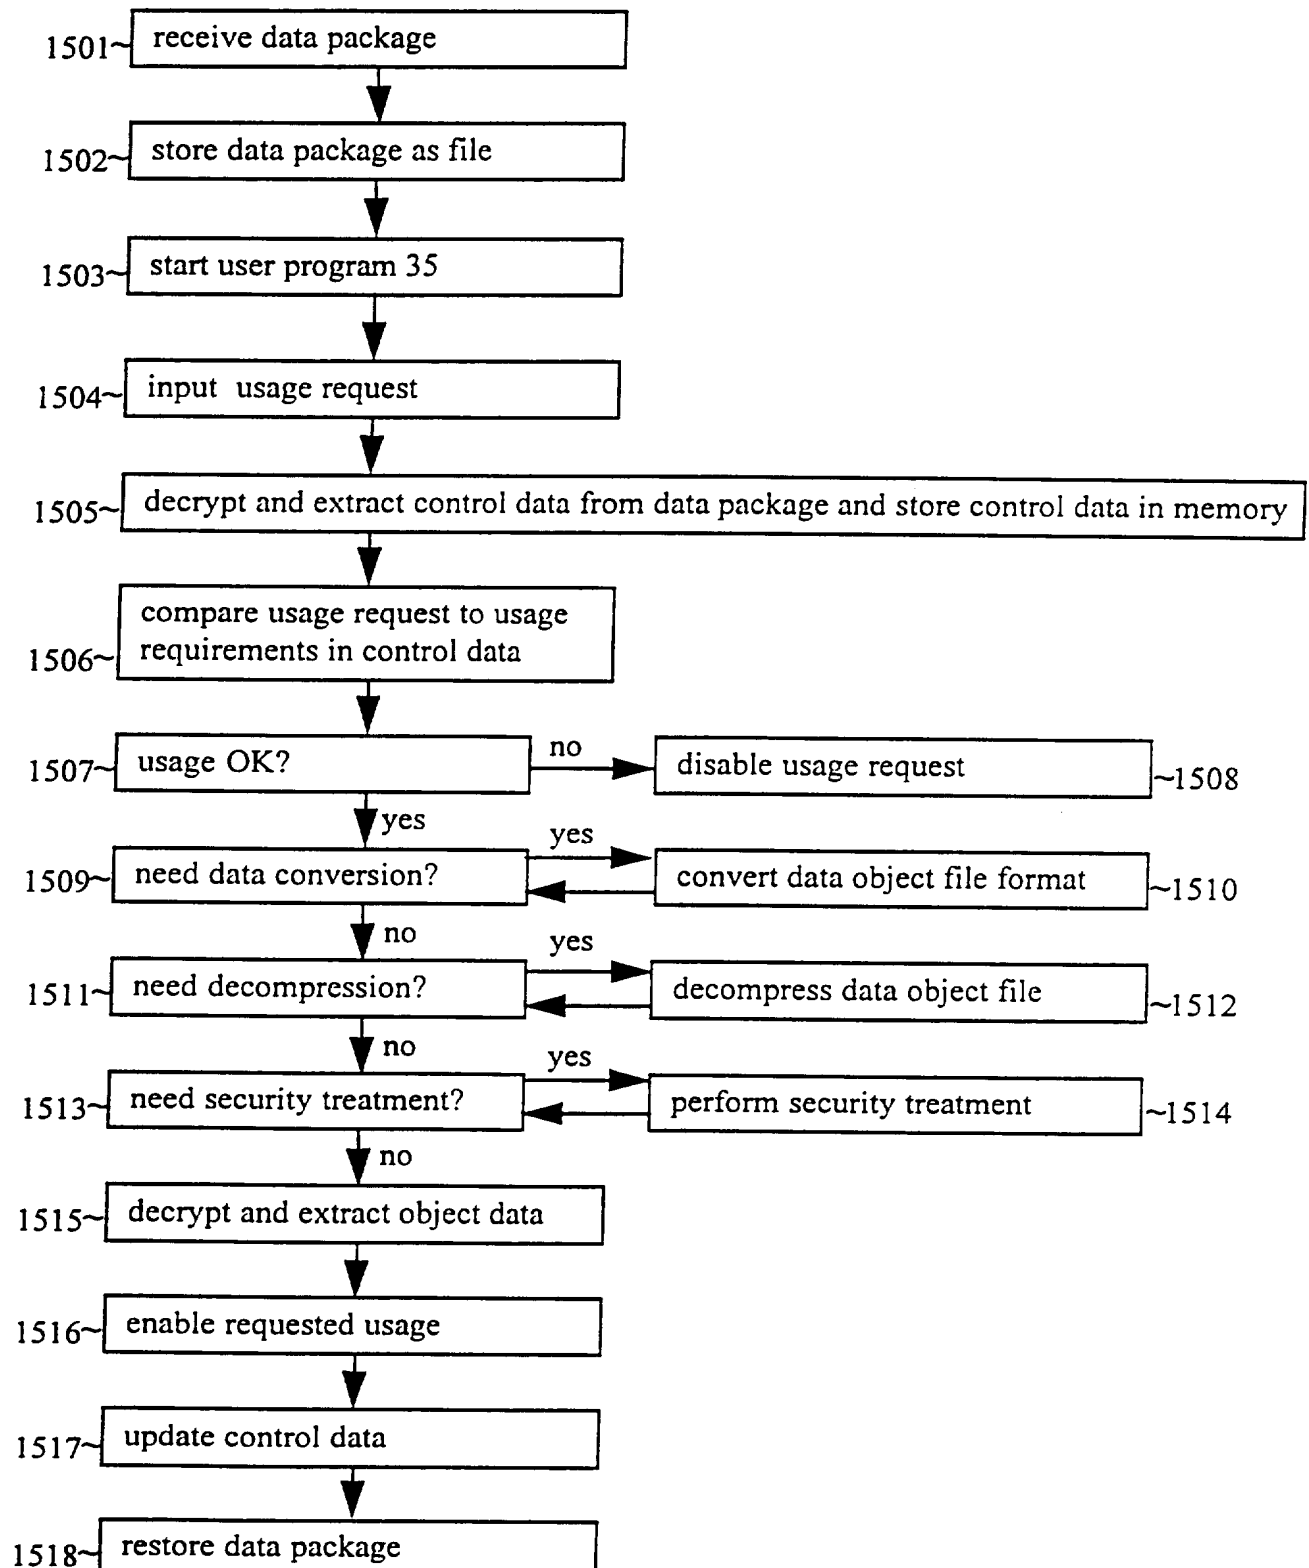 1501~ receive data package
1502~ store data package as file
1503~ start user program 35
1504~ input usage request
1505~ decrypt and extract control data from data package and store control data in memory
compare usage request to usage
1506~ requirements in control data
1507~ usage OK? no disable usage request ~1508
yes
yes
1509~ need data conversion? convert data object file format ~1510
no
yes
1511~ need decompression? decompress data object file ~1512
no
yes
1513~ need security treatment? perform security treatment ~1514
no
1515~ decrypt and extract object data
1516~ enable requested usage
1517~ update control data
1518~ restore data package